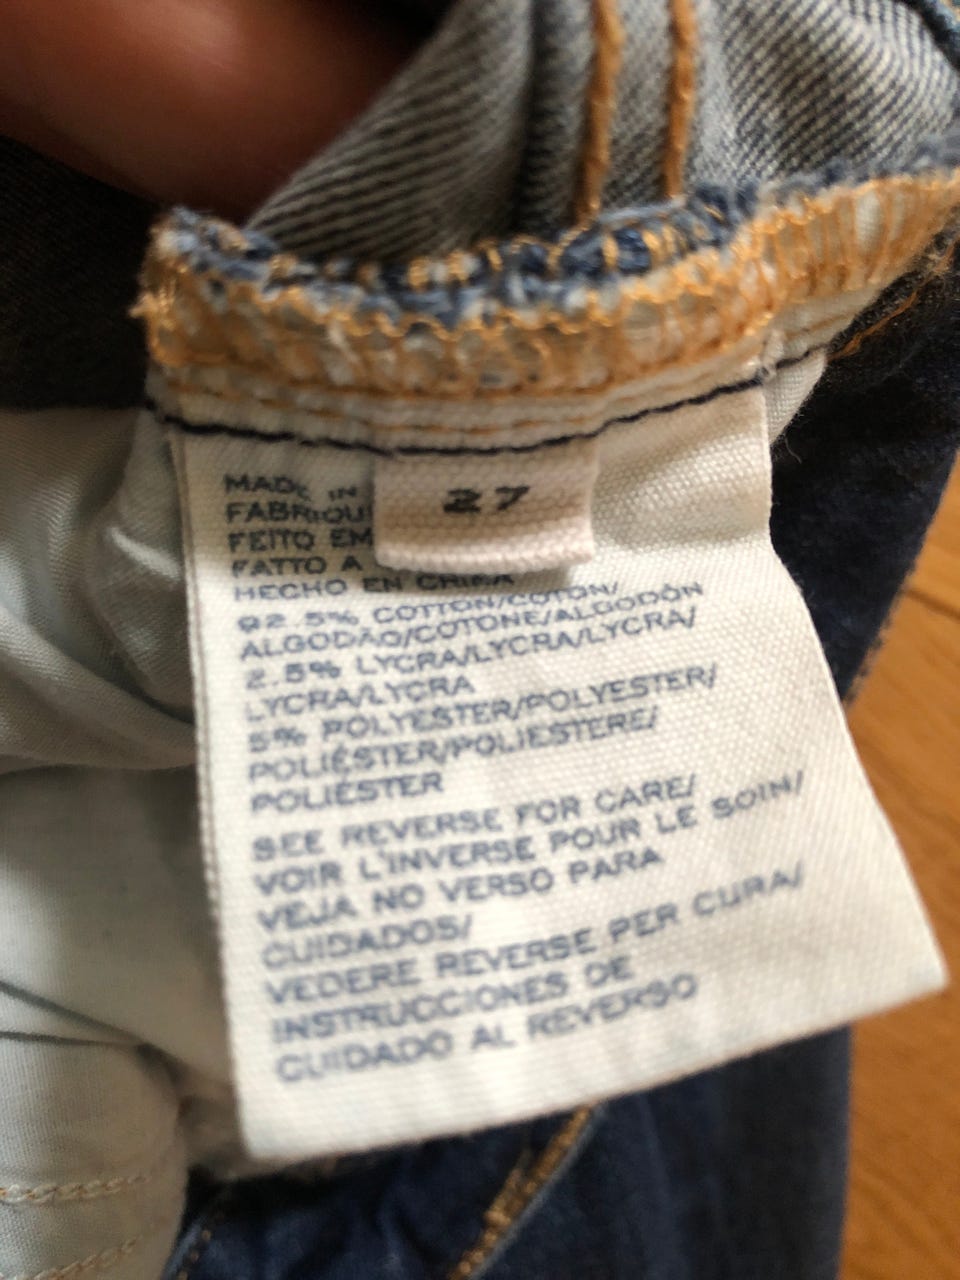 27
MADE IN
FABRIQU
FEITO EM
FATTO A
HECHO EN CHINA
92.5% COTTON/COTON/
ALGODÃO/COTONE/ALGODÓN
2.5% LYCRA/LYCRA/LYCRA/
LYCRA/LYCRA
5% POLYESTER/POLYESTER/
POLIÉSTER/POLIESTERE/
POLIÉSTER
SEE REVERSE FOR CARE/
VOIR L'INVERSE POUR LE SOIN/
VEJA NO VERSO PARA
CUIDADOS/
VEDERE REVERSE PER CURA/
INSTRUCCIONES DE
CUIDADO AL REVERSO